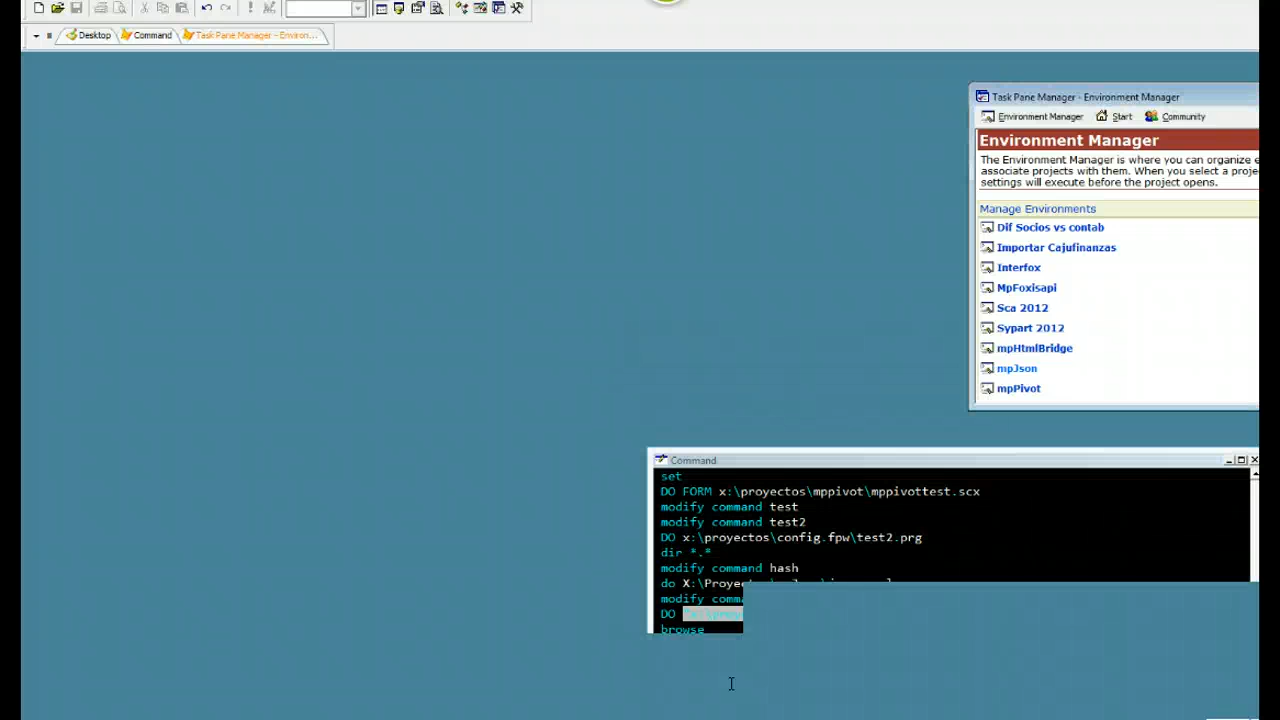 Desktop
Command
Task Pane Manager - Environ...
Task Pane Manager - Environment Manager
Environment Manager
Start
Community
Environment Manager
The Environment Manager is where you can organize
associate projects with them. When you select a
settings will execute before the project opens.
Manage Environments
Dif Socios vs contab
Importar Cajufinanzas
Interfox
MpFoxisapi
Sca 2012
Sypart 2012
mpHtmlBridge
mpJson
mpPivot
Command
set
DO FORM x:\proyectos\mppivot\mppivottest.scx
modify command test
modify command test2
DO x:\proyectos\config.fpw\test2.prg
dir *.*
modify command hash
do
modify
DO
browse